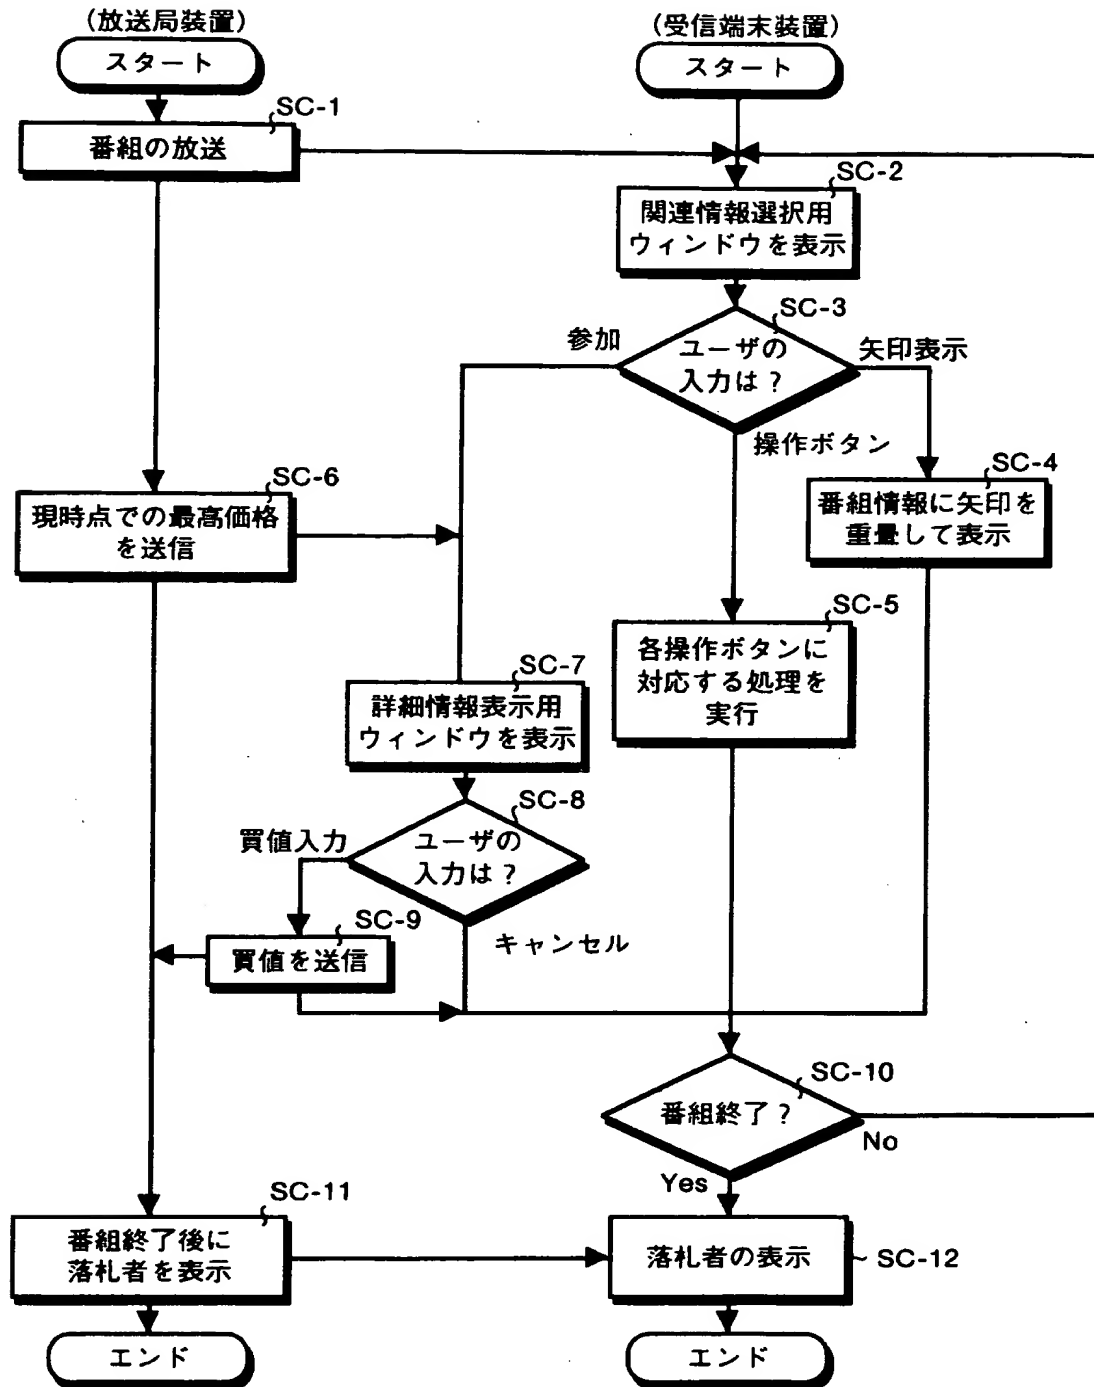 (放送局装置)
スタート
(受信端末装置)
スタート
SC-1
番組の放送
SC-2
関連情報選択用
ウィンドウを表示
SC-3
ユーザの
入力は?
参加
矢印表示
操作ボタン
SC-4
番組情報に矢印を
重畳して表示
SC-5
各操作ボタンに
対応する処理を
実行
SC-6
現時点での最高価格
を送信
SC-7
詳細情報表示用
ウィンドウを表示
SC-8
ユーザの
入力は?
買値入力
キャンセル
SC-9
買値を送信
SC-10
番組終了?
No
Yes
SC-11
番組終了後に
落札者を表示
落札者の表示
SC-12
エンド
エンド